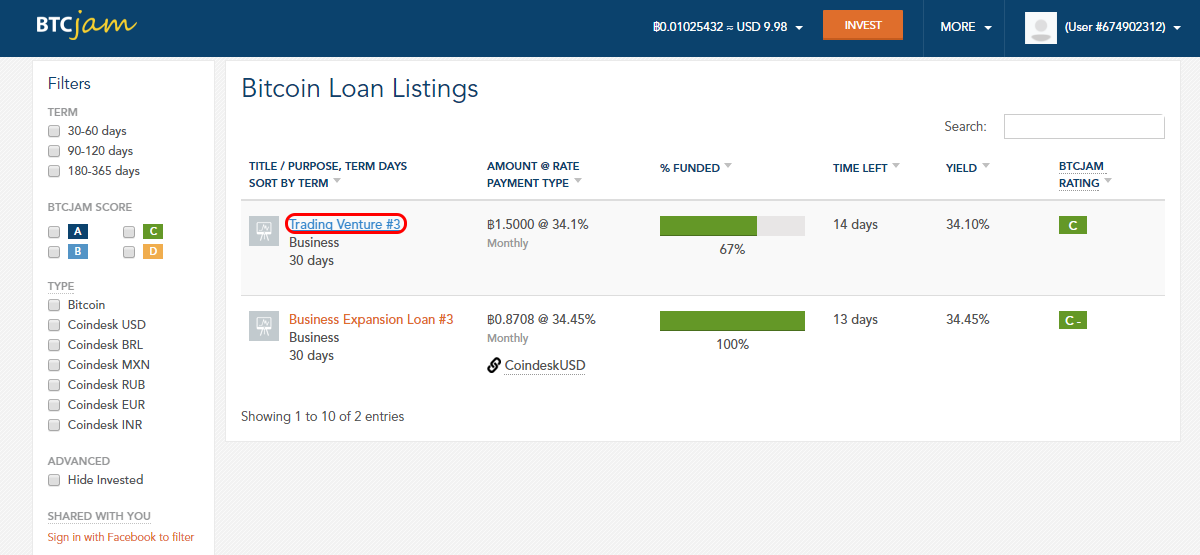 BTCjam
฿0.01025432 ≈ USD 9.98
INVEST
MORE
(User #674902312)
Filters
TERM
30-60 days
90-120 days
180-365 days
BTCJAM SCORE
A C
B D
TYPE
Bitcoin
Coindesk USD
Coindesk BRL
Coindesk MXN
Coindesk RUB
Coindesk EUR
Coindesk INR
ADVANCED
Hide Invested
SHARED WITH YOU
Sign in with Facebook to filter
Bitcoin Loan Listings
Search:
TITLE / PURPOSE, TERM DAYS
SORT BY TERM
AMOUNT @ RATE
PAYMENT TYPE
% FUNDED
TIME LEFT
YIELD
BTCJAM
RATING
Trading Venture #3
Business
30 days
฿1.5000 @ 34.1%
Monthly
67%
14 days
34.10%
C
Business Expansion Loan #3
Business
30 days
฿0.8708 @ 34.45%
Monthly
CoindeskUSD
100%
13 days
34.45%
C -
Showing 1 to 10 of 2 entries